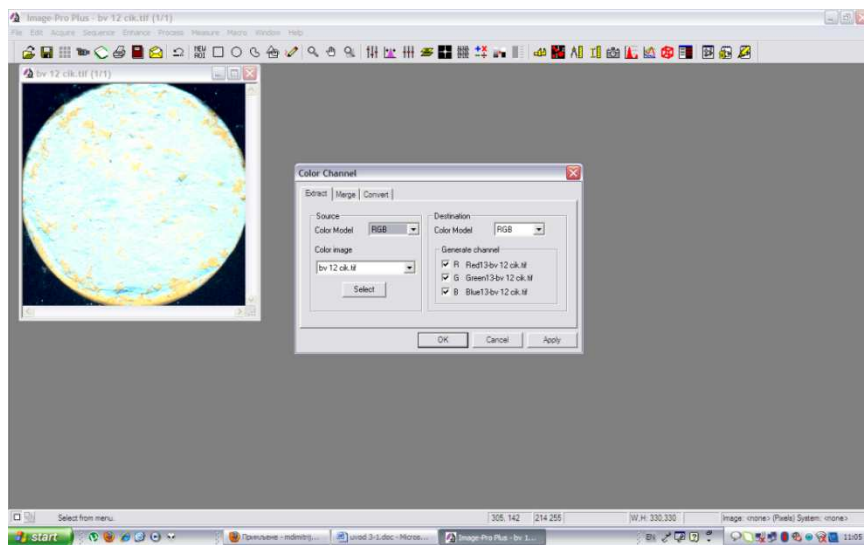 Image-Pro Plus - bv 12 cik.tif (1/1)
File Edit Acquire Sequence Enhance Process Measure Macro Window Help
NEW AOI
bv 12 cik.tif (1/1)
Color Channel
Extract Merge Convert
Source Destination
Color Model RGB Color Model RGB
Color image Generate channel
bv 12 cik.tif R Red13-bv 12 cik.tif
G Green13-bv 12 cik.tif
Select B Blue13-bv 12 cik.tif
OK Cancel Apply
Select from menu. 305, 142 214 255 W,H: 330,330 Image: <none> (Pixels) System: <none>
start mdimitrij... uvod 3-1.doc - Micros... Image-Pro Plus - bv 1... EN 11:05